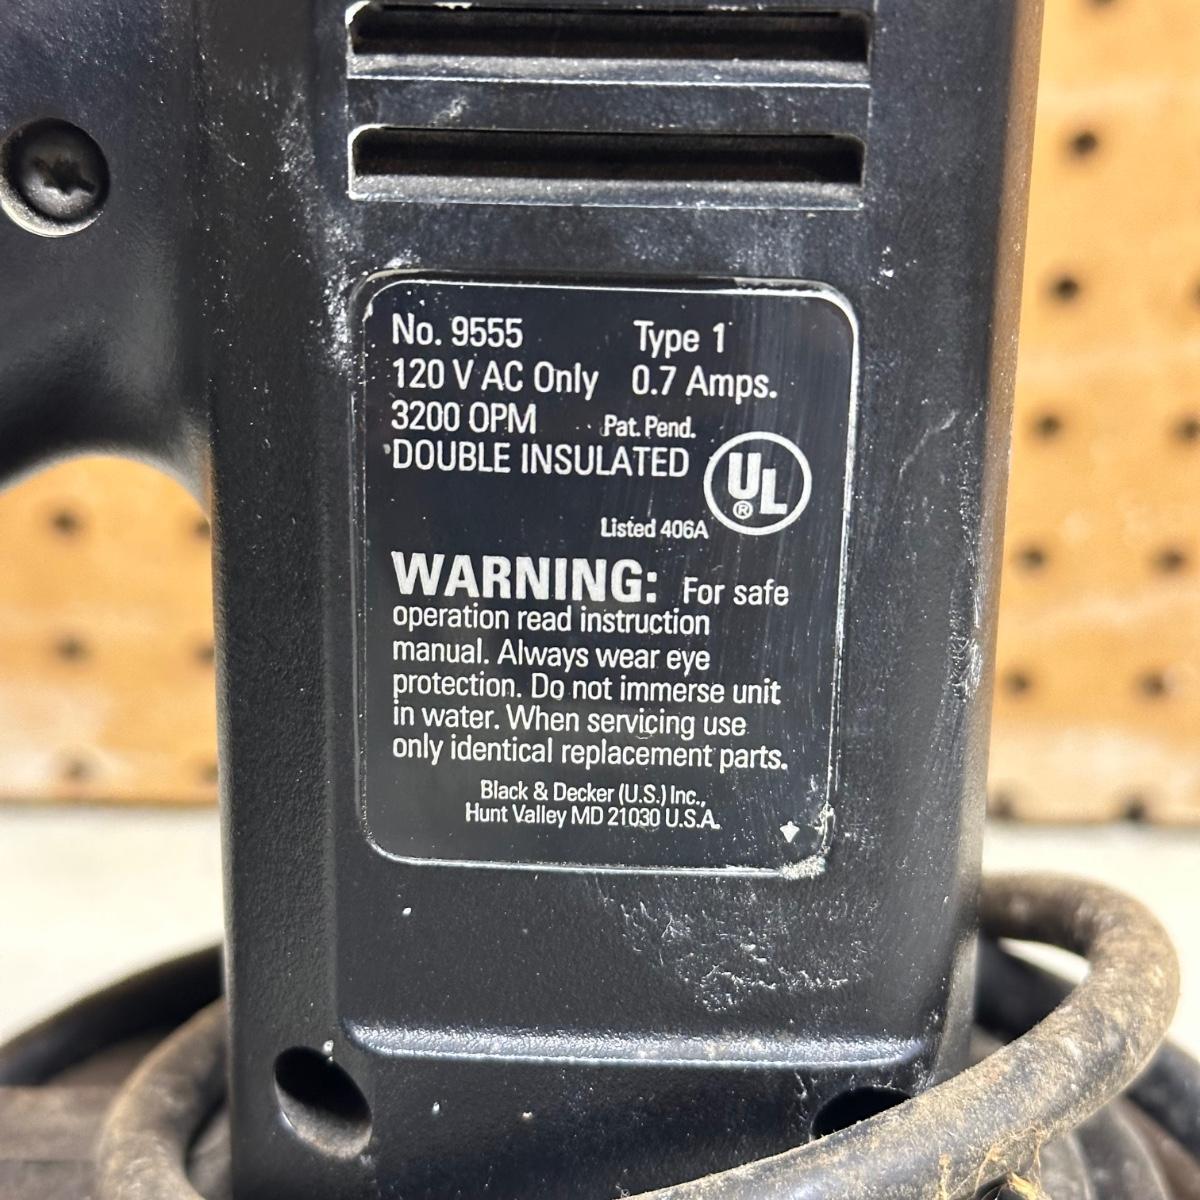 No. 9555 Type 1
120 V AC Only 0.7 Amps.
3200 OPM Pat. Pend.
DOUBLE INSULATED
UL
®
Listed 406A
WARNING: For safe
operation read instruction
manual. Always wear eye
protection. Do not immerse unit
in water. When servicing use
only identical replacement parts.
Black & Decker (U.S.) Inc.,
Hunt Valley MD 21030 U.S.A.